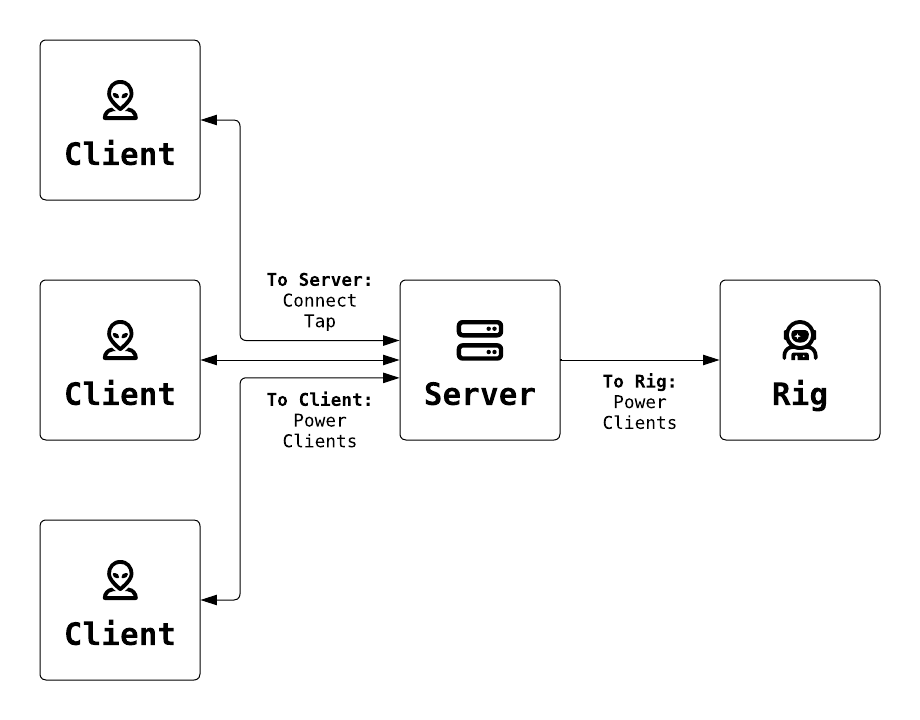 Client
To Server:
Connect
Tap
Client
Server
Rig
To Client:
Power
Clients
To Rig:
Power
Clients
Client